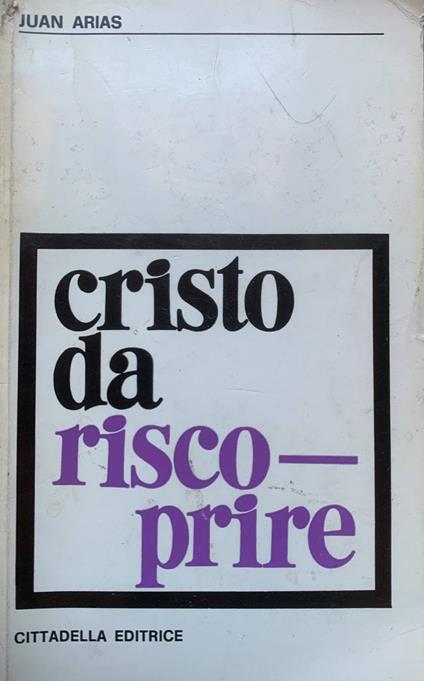 JUAN ARIAS
cristo
da
risco—
prire
CITTADELLA EDITRICE